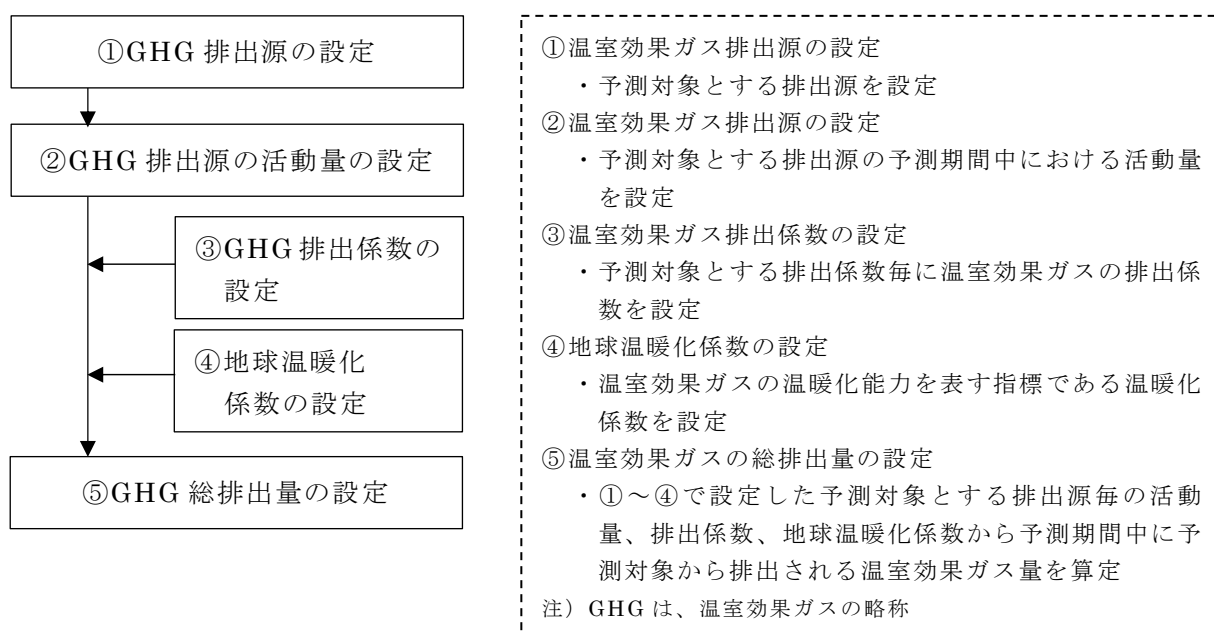 ①GHG 排出源の設定
②GHG 排出源の活動量の設定
③GHG 排出係数の
設定
④地球温暖化
係数の設定
⑤GHG 総排出量の設定
①温室効果ガス排出源の設定
・予測対象とする排出源を設定
②温室効果ガス排出源の設定
・予測対象とする排出源の予測期間中における活動量
を設定
③温室効果ガス排出係数の設定
・予測対象とする排出係数毎に温室効果ガスの排出係
数を設定
④地球温暖化係数の設定
・温室効果ガスの温暖化能力を表す指標である温暖化
係数を設定
⑤温室効果ガスの総排出量の設定
・①～④で設定した予測対象とする排出源毎の活動
量、排出係数、地球温暖化係数から予測期間中に予
測対象から排出される温室効果ガス量を算定
注）GHG は、温室効果ガスの略称